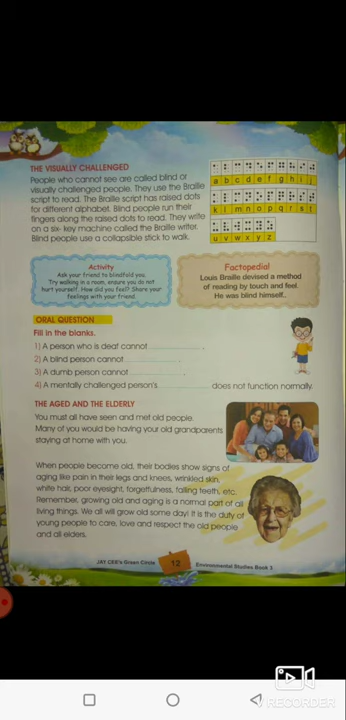 THE VISUALLY CHALLENGED
People who cannot see are called blind or
visually challenged people. They use the Braille
script to read. The Braille script has raised dots
for different alphabet. Blind people run their
fingers along the raised dots to read. They write
on a six- key machine called the Braille writer.
Blind people use a collapsible stick to walk.
a b c d e f g h i j
k l m n o p q r s t
u v w x y z
Activity
Ask your friend to blindfold you.
Try walking in a room, ensure you do not
hurt yourself. How did you feel? Share your
feelings with your friend.
Factopedia!
Louis Braille devised a method
of reading by touch and feel.
He was blind himself.
ORAL QUESTION
Fill in the blanks.
1) A person who is deaf cannot ____________.
2) A blind person cannot ____________.
3) A dumb person cannot ____________.
4) A mentally challenged person's ____________ does not function normally.
THE AGED AND THE ELDERLY
You must all have seen and met old people.
Many of you would be having your old grandparents
staying at home with you.
When people become old, their bodies show signs of
aging like pain in their legs and knees, wrinkled skin,
white hair, poor eyesight, forgetfulness, falling teeth, etc.
Remember, growing old and aging is a normal part of all
living things. We all will grow old some day! It is the duty of
young people to care, love and respect the old people
and all elders.
JAY CEE's Green Circle 12 Environmental Studies Book 3
RECORDER